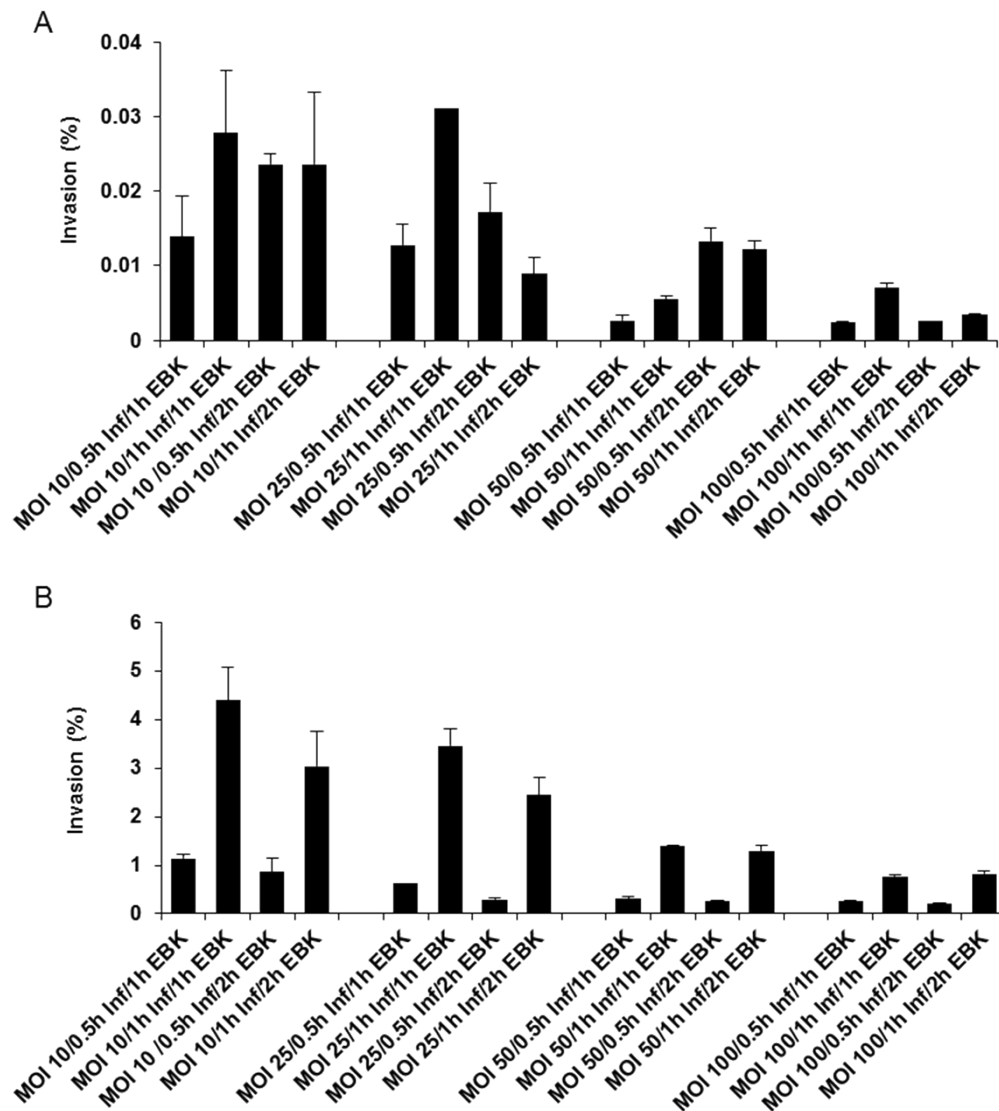 A
0.04
0.03
0.02
0.01
0
Invasion (%)
MOI 10/0.5h Inf/1h EBK
MOI 10/1h Inf/1h EBK
MOI 10 /0.5h Inf/2h EBK
MOI 10/1h Inf/2h EBK
MOI 25/0.5h Inf/1h EBK
MOI 25/1h Inf/1h EBK
MOI 25/0.5h Inf/2h EBK
MOI 25/1h Inf/2h EBK
MOI 50/0.5h Inf/1h EBK
MOI 50/1h Inf/1h EBK
MOI 50/0.5h Inf/2h EBK
MOI 50/1h Inf/2h EBK
MOI 100/0.5h Inf/1h EBK
MOI 100/1h Inf/1h EBK
MOI 100/0.5h Inf/2h EBK
MOI 100/1h Inf/2h EBK
B
6
5
4
3
2
1
0
Invasion (%)
MOI 10/0.5h Inf/1h EBK
MOI 10/1h Inf/1h EBK
MOI 10 /0.5h Inf/2h EBK
MOI 10/1h Inf/2h EBK
MOI 25/0.5h Inf/1h EBK
MOI 25/1h Inf/1h EBK
MOI 25/0.5h Inf/2h EBK
MOI 25/1h Inf/2h EBK
MOI 50/0.5h Inf/1h EBK
MOI 50/1h Inf/1h EBK
MOI 50/0.5h Inf/2h EBK
MOI 50/1h Inf/2h EBK
MOI 100/0.5h Inf/1h EBK
MOI 100/1h Inf/1h EBK
MOI 100/0.5h Inf/2h EBK
MOI 100/1h Inf/2h EBK